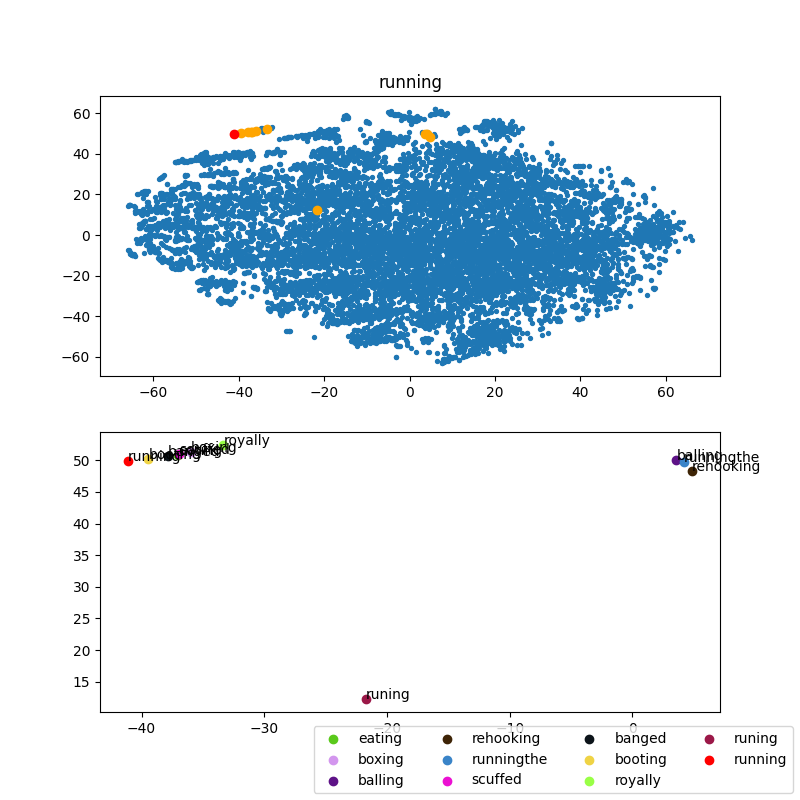 running
60
40
20
0
−20
−40
−60
−60 −40 −20 0 20 40 60
50
45
40
35
30
25
20
15
royally
running
balling
runningthe
rehooking
runing
−40 −30 −20 −10 0
eating rehooking banged runing
boxing runningthe booting running
balling scuffed royally